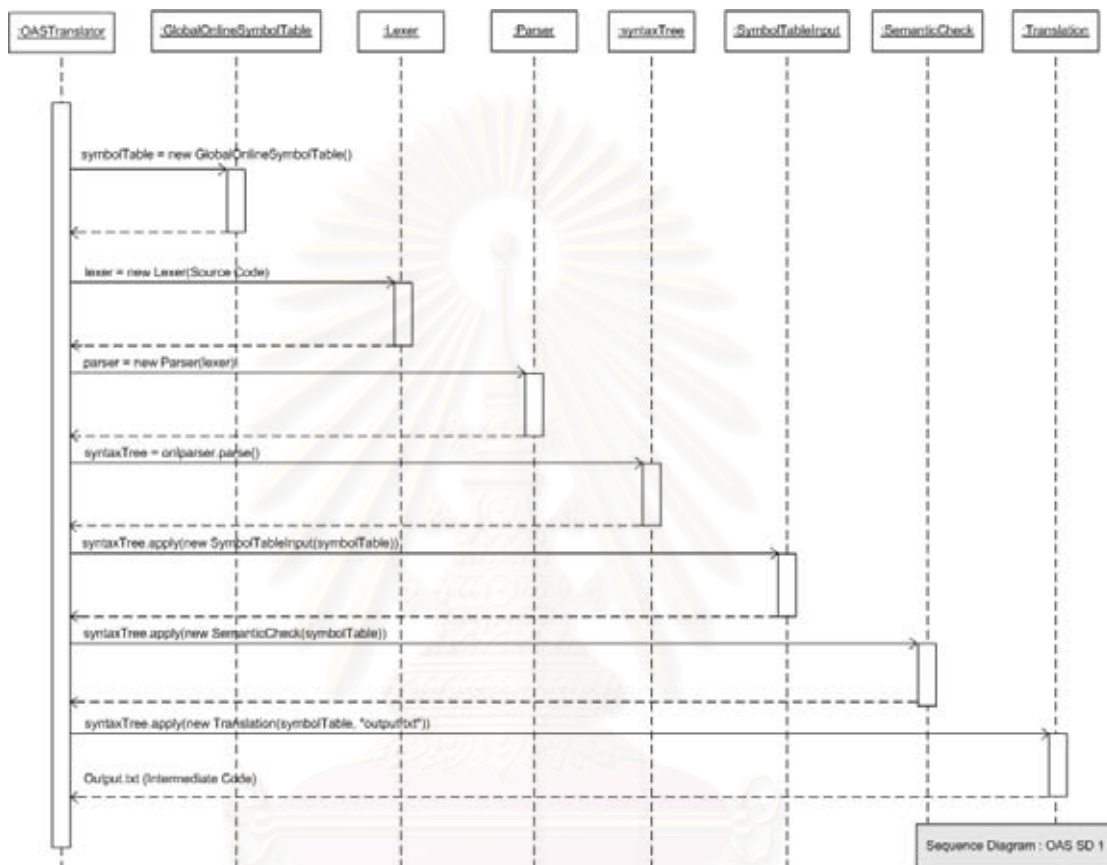 :OASTranslator
:GlobalOnlineSymbolTable
:Lexer
:Parser
:syntaxTree
:SymbolTableInput
:SemanticCheck
:Translation
symbolTable = new GlobalOnlineSymbolTable()
lexer = new Lexer(Source Code)
parser = new Parser(lexer)
syntaxTree = onlparser.parse()
syntaxTree.apply(new SymbolTableInput(symbolTable))
syntaxTree.apply(new SemanticCheck(symbolTable))
syntaxTree.apply(new Translation(symbolTable, "output.txt"))
Output.txt (Intermediate Code)
Sequence Diagram : OAS SD 1